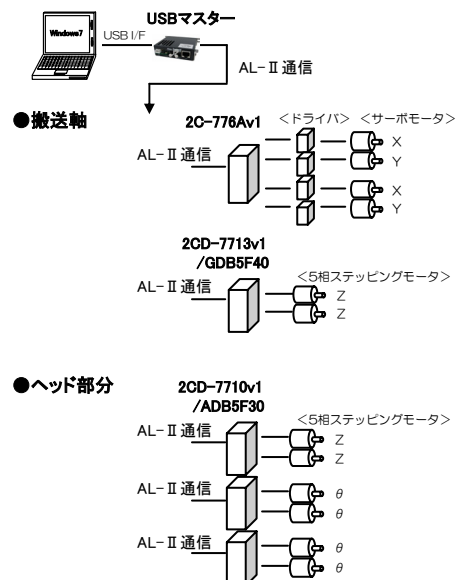 USBマスター
Windows7
USB I/F
AL-Ⅱ通信
●搬送軸
2C-776Av1
<ドライバ> <サーボモータ>
AL-Ⅱ通信
X
Y
X
Y
2CD-7713v1
/GDB5F40
<5相ステッピングモータ>
AL-Ⅱ通信
Z
Z
●ヘッド部分
2CD-7710v1
/ADB5F30
<5相ステッピングモータ>
AL-Ⅱ通信
Z
Z
AL-Ⅱ通信
θ
θ
AL-Ⅱ通信
θ
θ